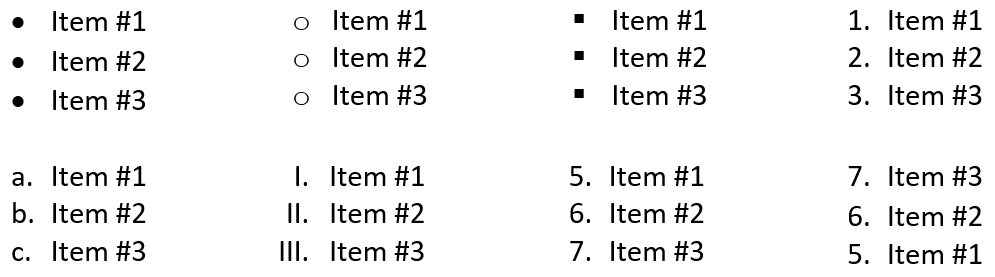 • Item #1
• Item #2
• Item #3
○ Item #1
○ Item #2
○ Item #3
▪ Item #1
▪ Item #2
▪ Item #3
1. Item #1
2. Item #2
3. Item #3
a. Item #1
b. Item #2
c. Item #3
I. Item #1
II. Item #2
III. Item #3
5. Item #1
6. Item #2
7. Item #3
7. Item #3
6. Item #2
5. Item #1